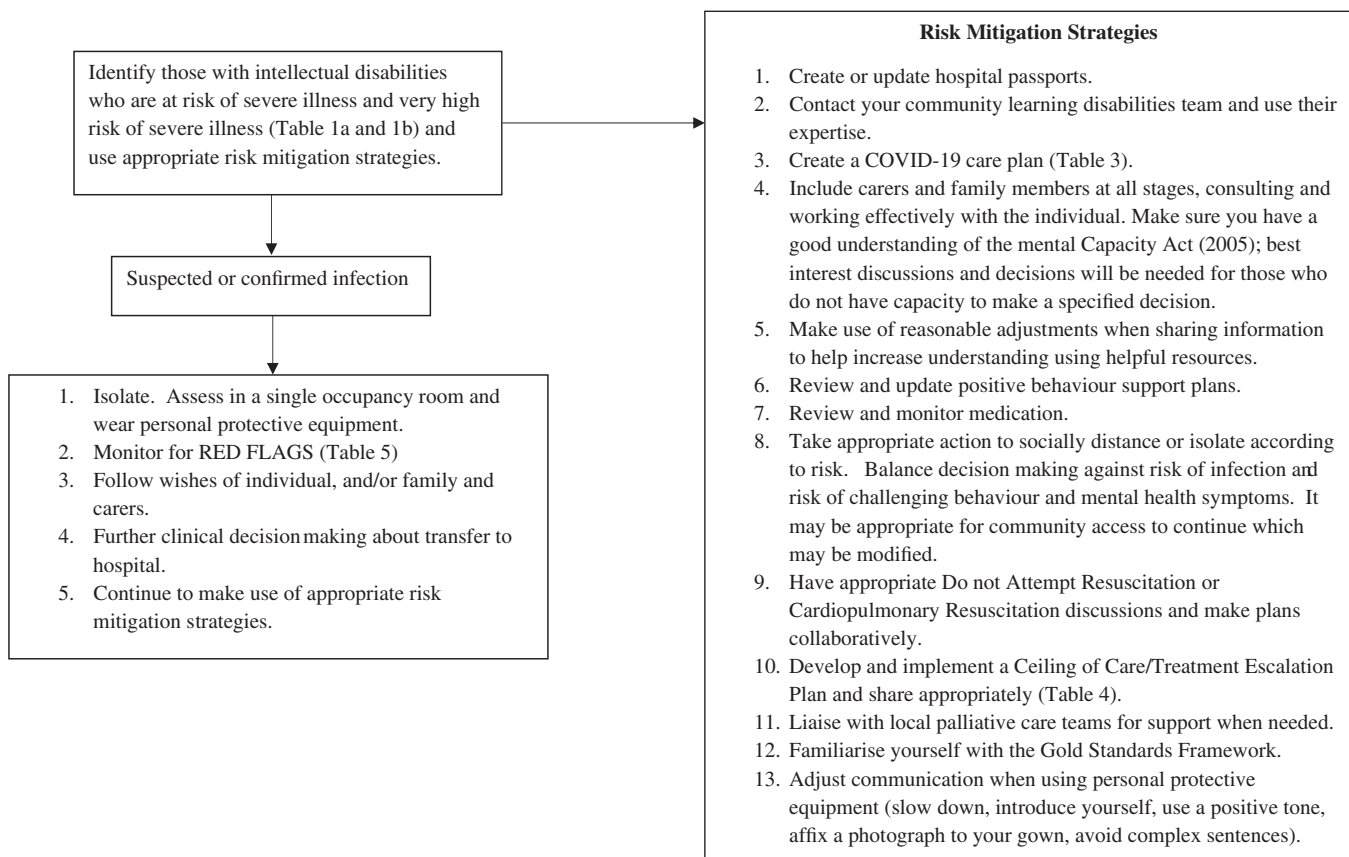 Identify those with intellectual disabilities
who are at risk of severe illness and very high
risk of severe illness (Table 1a and 1b) and
use appropriate risk mitigation strategies.
Suspected or confirmed infection
1. Isolate. Assess in a single occupancy room and
wear personal protective equipment.
2. Monitor for RED FLAGS (Table 5)
3. Follow wishes of individual, and/or family and
carers.
4. Further clinical decision making about transfer to
hospital.
5. Continue to make use of appropriate risk
mitigation strategies.
Risk Mitigation Strategies
1. Create or update hospital passports.
2. Contact your community learning disabilities team and use their
expertise.
3. Create a COVID-19 care plan (Table 3).
4. Include carers and family members at all stages, consulting and
working effectively with the individual. Make sure you have a
good understanding of the mental Capacity Act (2005); best
interest discussions and decisions will be needed for those who
do not have capacity to make a specified decision.
5. Make use of reasonable adjustments when sharing information
to help increase understanding using helpful resources.
6. Review and update positive behaviour support plans.
7. Review and monitor medication.
8. Take appropriate action to socially distance or isolate according
to risk. Balance decision making against risk of infection and
risk of challenging behaviour and mental health symptoms. It
may be appropriate for community access to continue which
may be modified.
9. Have appropriate Do not Attempt Resuscitation or
Cardiopulmonary Resuscitation discussions and make plans
collaboratively.
10. Develop and implement a Ceiling of Care/Treatment Escalation
Plan and share appropriately (Table 4).
11. Liaise with local palliative care teams for support when needed.
12. Familiarise yourself with the Gold Standards Framework.
13. Adjust communication when using personal protective
equipment (slow down, introduce yourself, use a positive tone,
affix a photograph to your gown, avoid complex sentences).